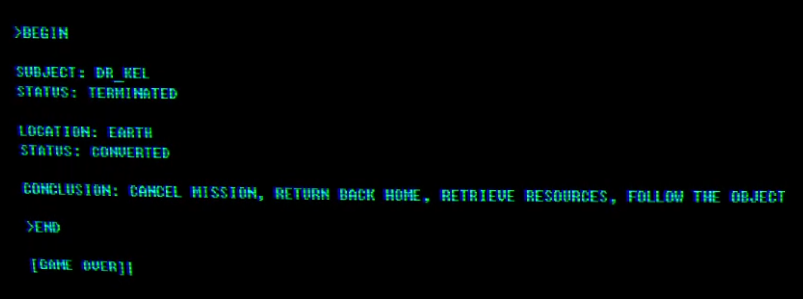 >BEGIN
SUBJECT: DR_KEL
STATUS: TERMINATED
LOCATION: EARTH
STATUS: CONVERTED
CONCLUSION: CANCEL MISSION, RETURN BACK HOME, RETRIEVE RESOURCES, FOLLOW THE OBJECT
>END
[GAME OVER]|